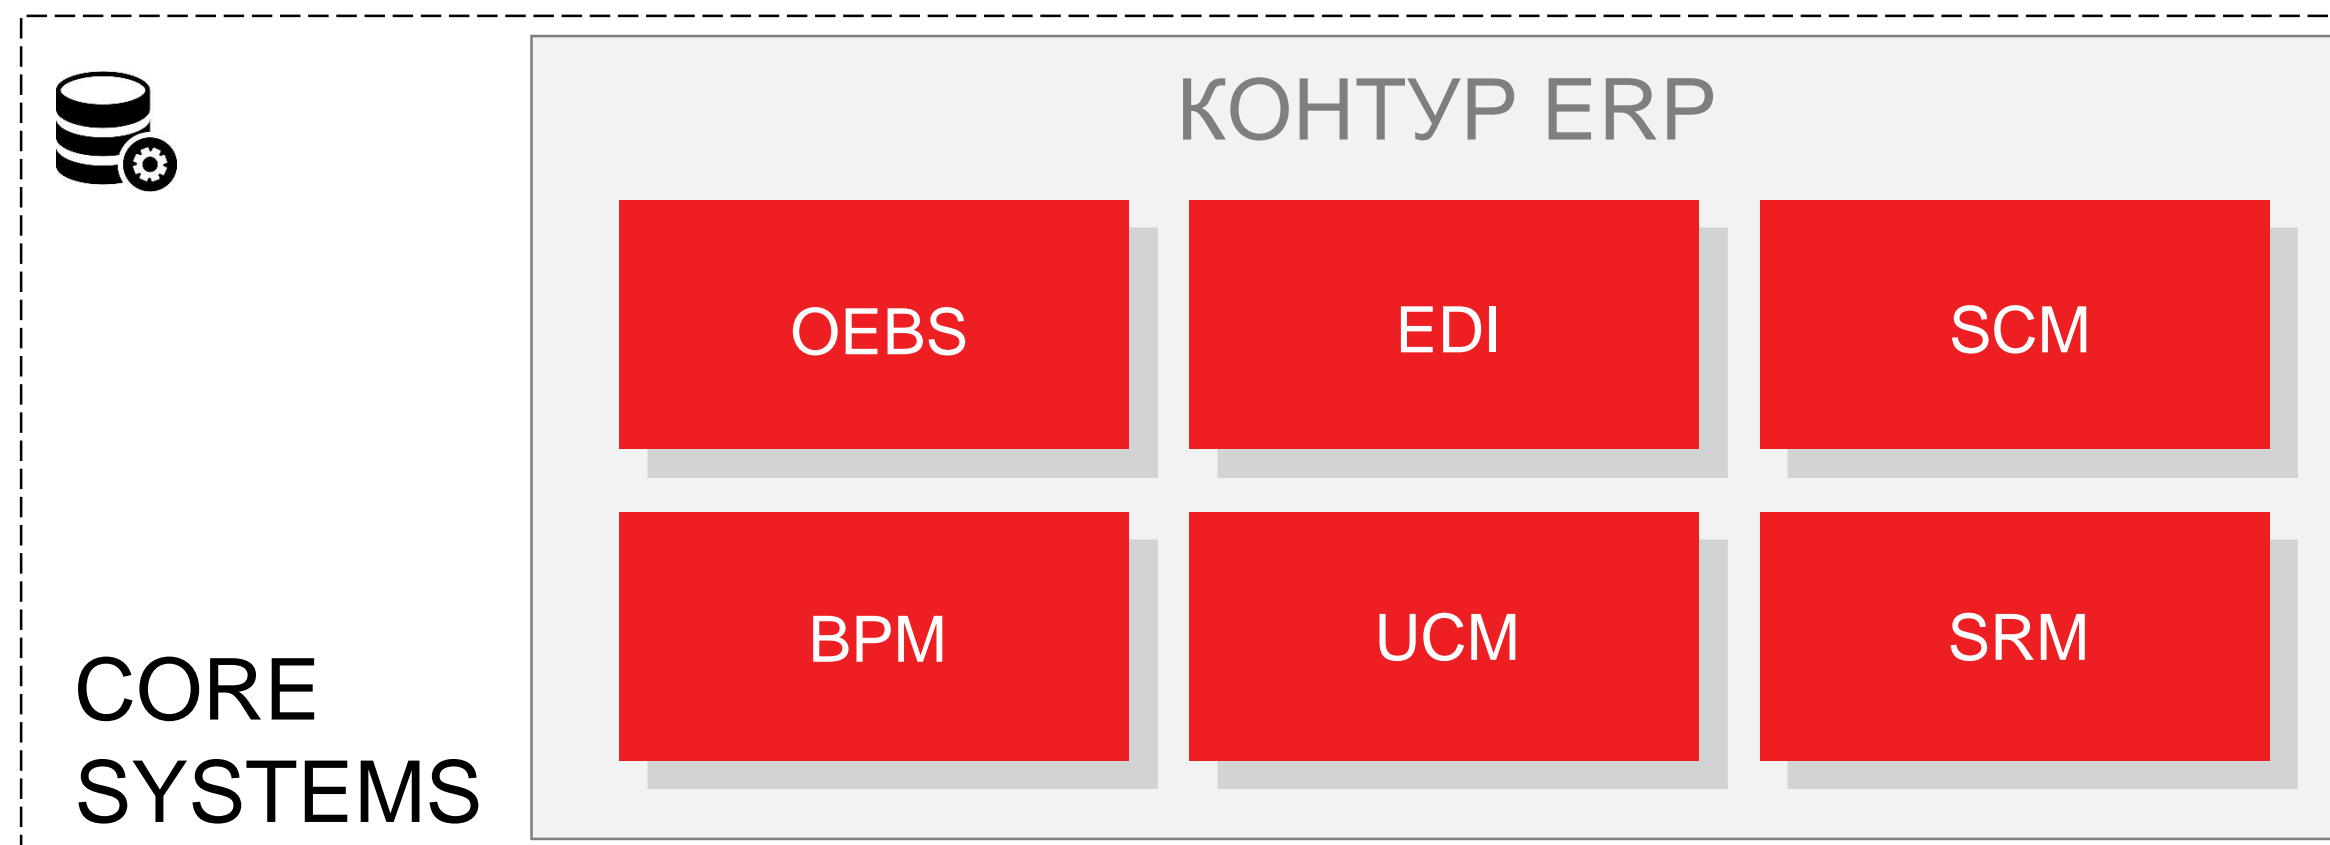 КОНТУР ERP
OEBS
EDI
SCM
BPM
UCM
SRM
CORE
SYSTEMS